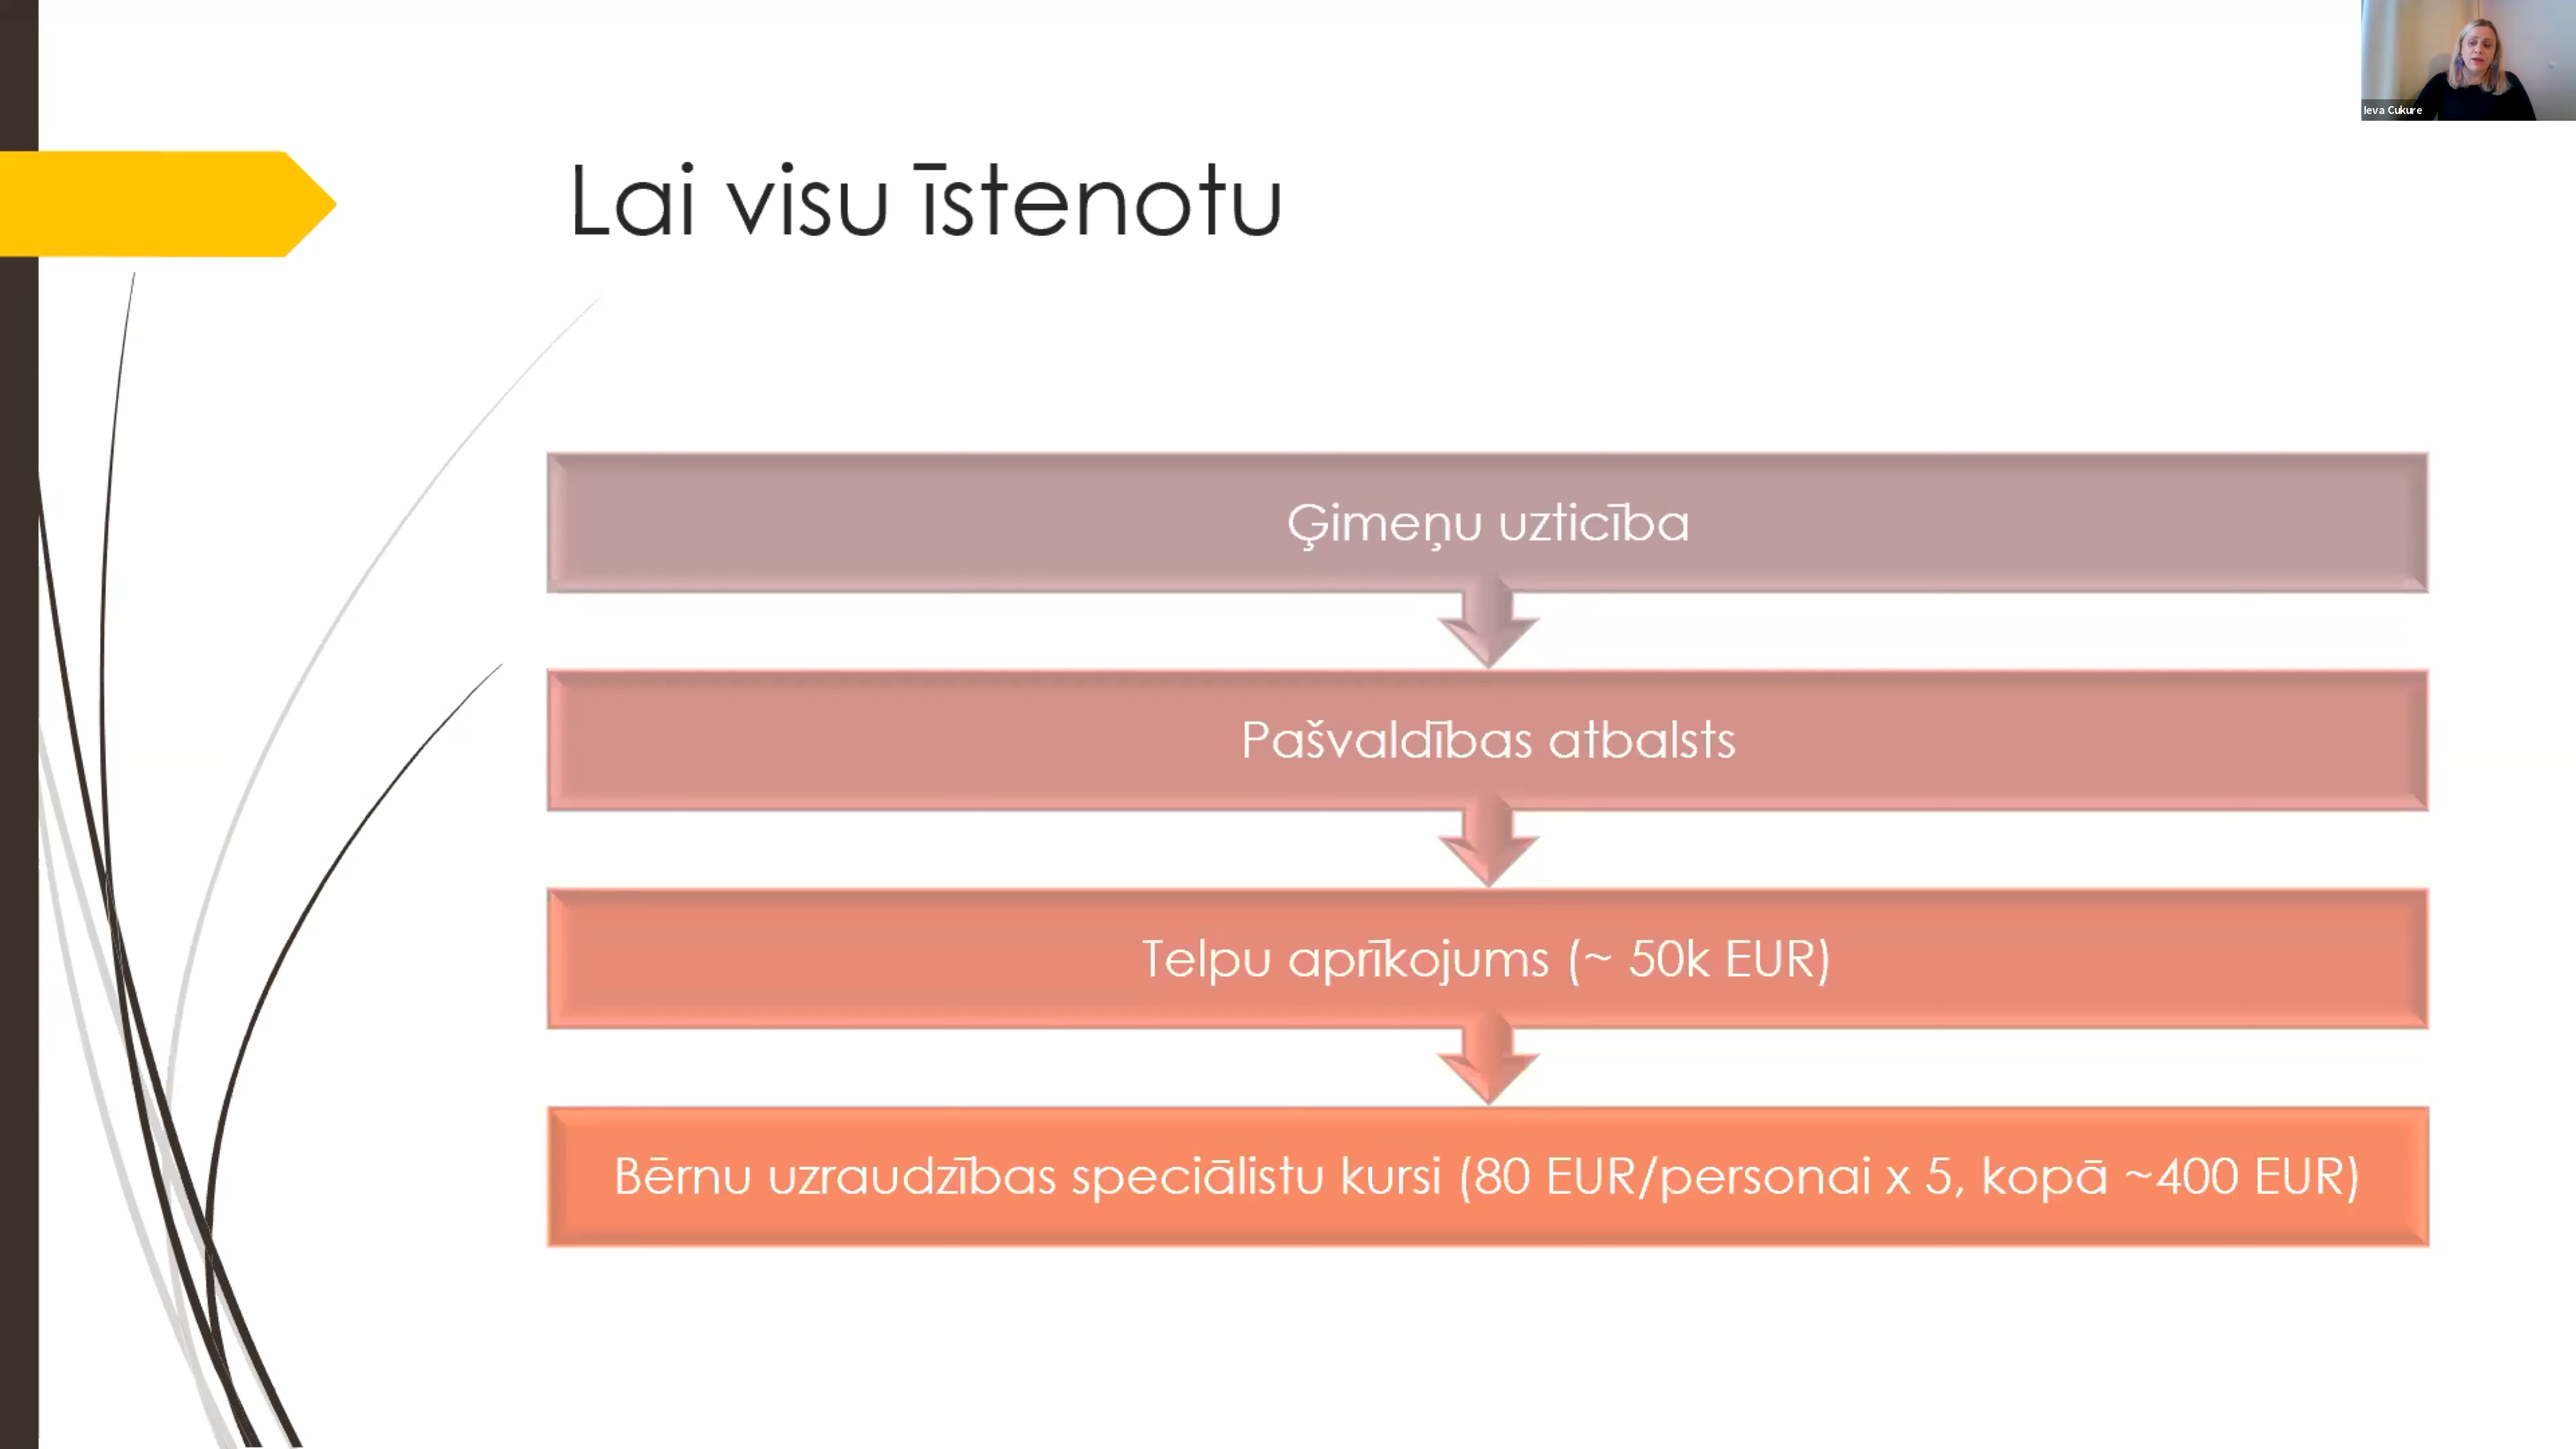 Ieva Cukure
Lai visu īstenotu
Ģimeņu uzticība
Pašvaldības atbalsts
Telpu aprīkojums (~ 50k EUR)
Bērnu uzraudzības speciālistu kursi (80 EUR/personai x 5, kopā ~400 EUR)